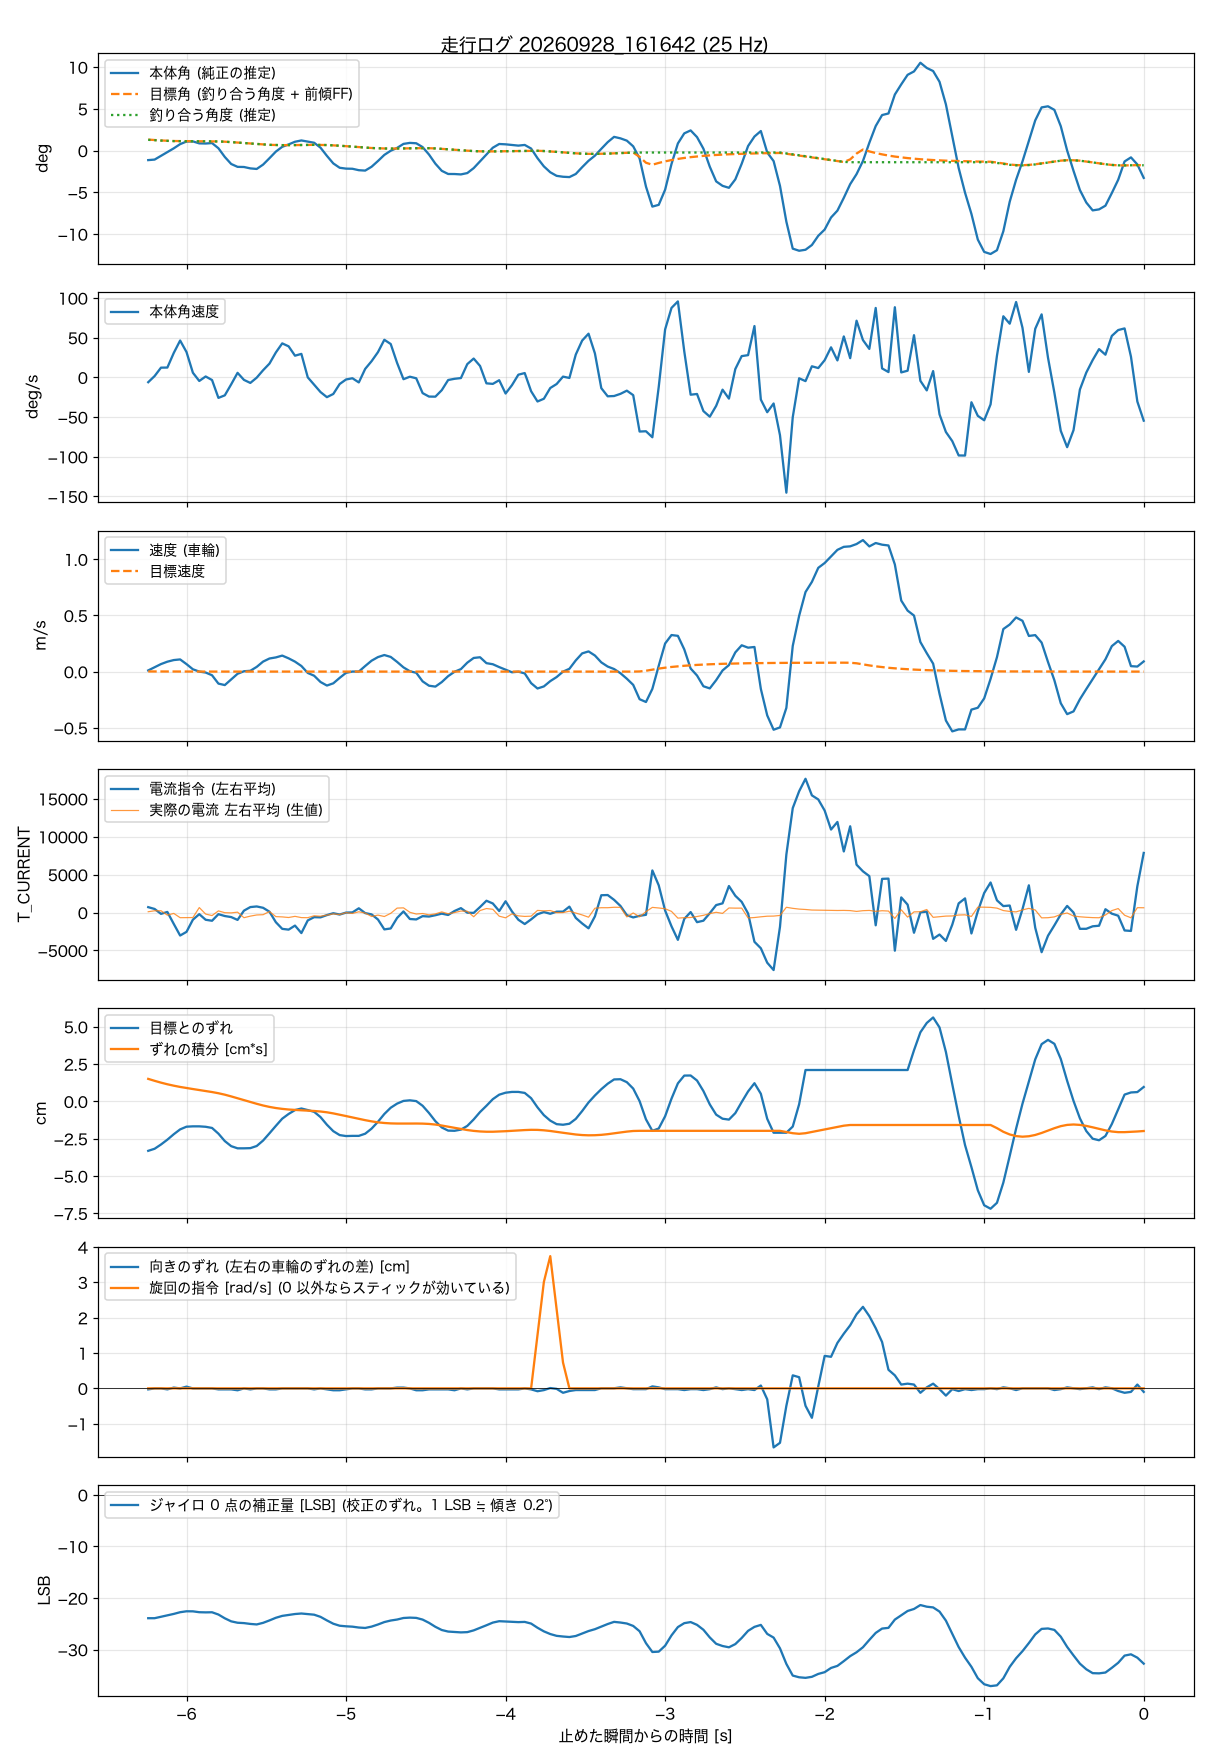 走行ログ 20260928_161642 (25 Hz)
本体角 (純正の推定)
目標角 (釣り合う角度 + 前傾FF)
釣り合う角度 (推定)
deg
10
5
0
−5
−10
本体角速度
deg/s
100
50
0
−50
−100
−150
速度 (車輪)
目標速度
m/s
1.0
0.5
0.0
−0.5
電流指令 (左右平均)
実際の電流 左右平均 (生値)
T_CURRENT
15000
10000
5000
0
−5000
目標とのずれ
ずれの積分 [cm*s]
cm
5.0
2.5
0.0
−2.5
−5.0
−7.5
向きのずれ (左右の車輪のずれの差) [cm]
旋回の指令 [rad/s] (0 以外ならスティックが効いている)
4
3
2
1
0
−1
ジャイロ 0 点の補正量 [LSB] (校正のずれ。1 LSB ≒ 傾き 0.2°)
LSB
0
−10
−20
−30
−6 −5 −4 −3 −2 −1 0
止めた瞬間からの時間 [s]